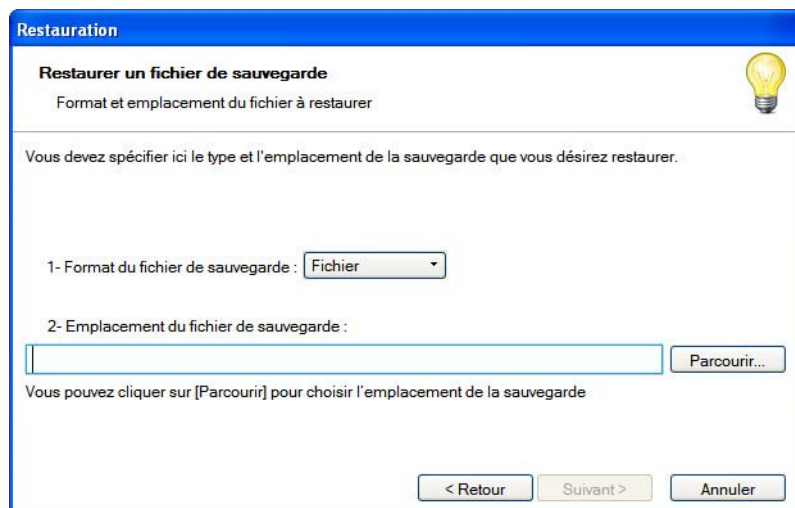 Restauration
Restaurer un fichier de sauvegarde
Format et emplacement du fichier à restaurer
Vous devez spécifier ici le type et l'emplacement de la sauvegarde que vous désirez restaurer.
1- Format du fichier de sauvegarde : Fichier
2- Emplacement du fichier de sauvegarde :
Parcourir...
Vous pouvez cliquer sur [Parcourir] pour choisir l'emplacement de la sauvegarde
< Retour Suivant > Annuler